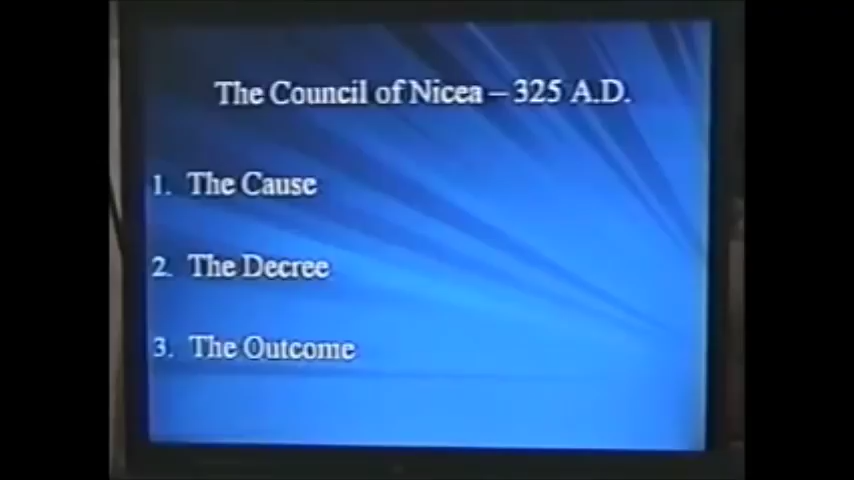 The Council of Nicea – 325 A.D.
1. The Cause
2. The Decree
3. The Outcome